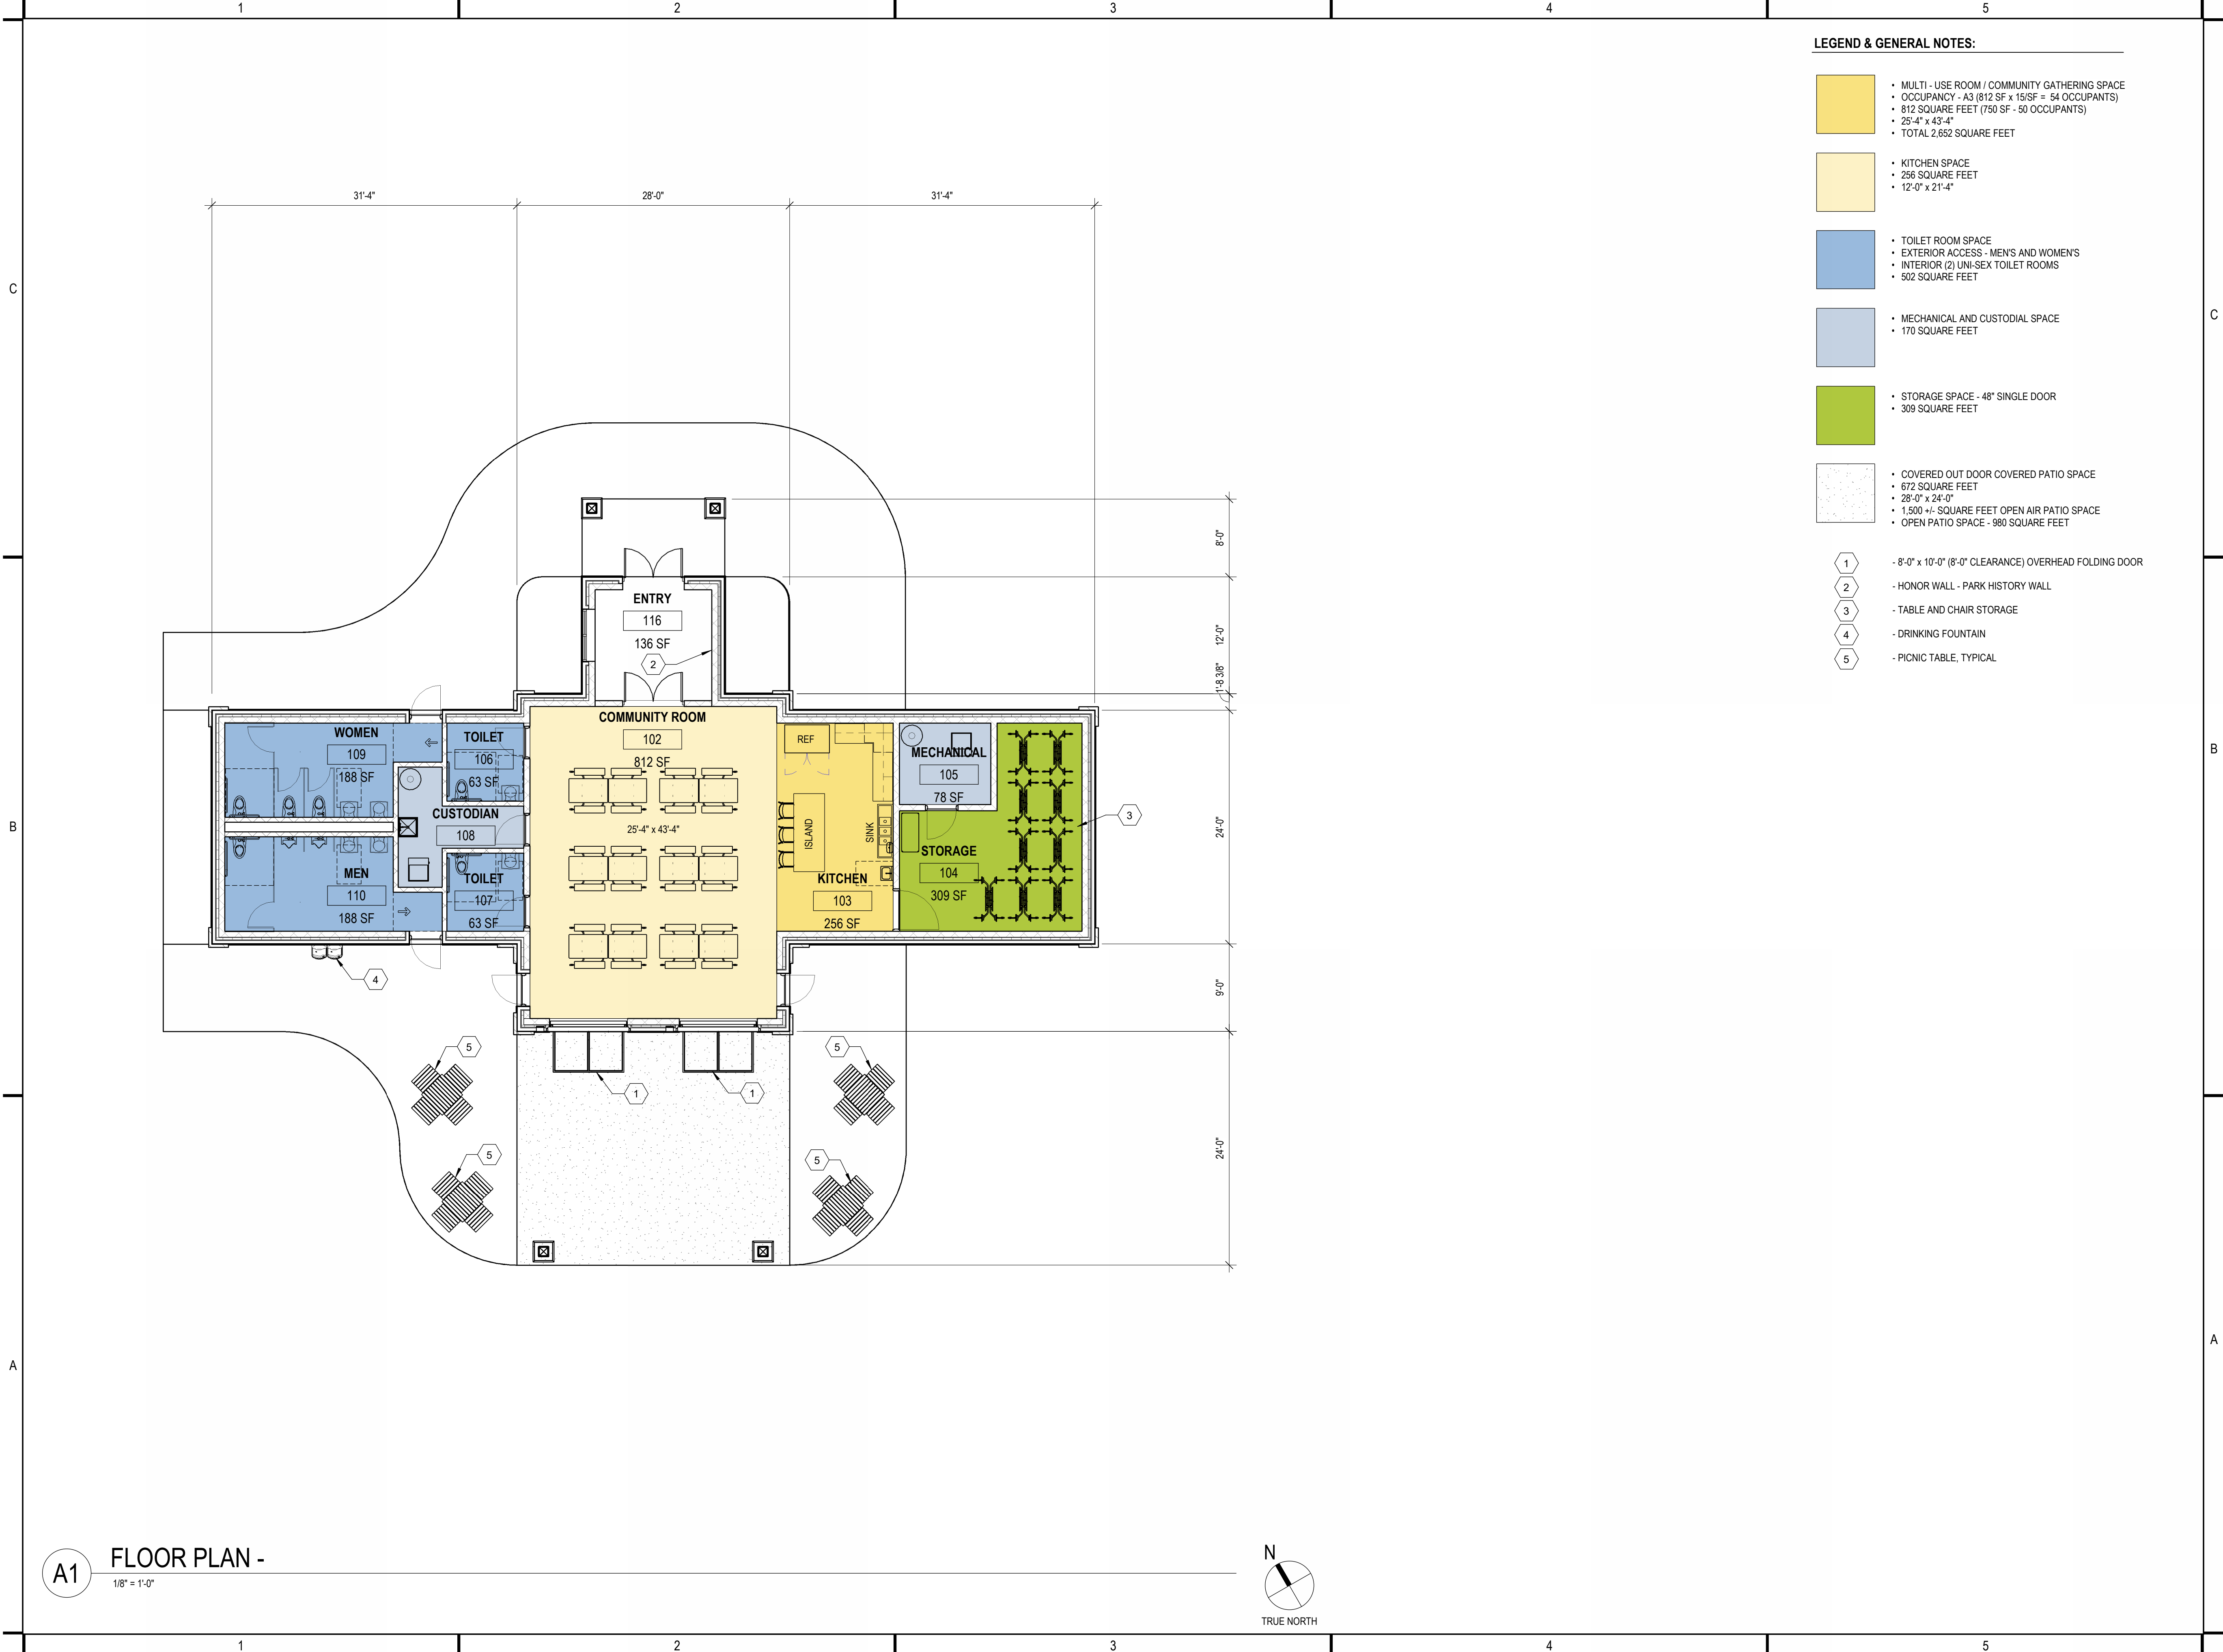 1 2 3 4 5
LEGEND & GENERAL NOTES:
• MULTI - USE ROOM / COMMUNITY GATHERING SPACE
• OCCUPANCY - A3 (812 SF x 15/SF = 54 OCCUPANTS)
• 812 SQUARE FEET (750 SF - 50 OCCUPANTS)
• 25'-4" x 43'-4"
• TOTAL 2,652 SQUARE FEET
• KITCHEN SPACE
• 256 SQUARE FEET
• 12'-0" x 21'-4"
• TOILET ROOM SPACE
• EXTERIOR ACCESS - MEN'S AND WOMEN'S
• INTERIOR (2) UNI-SEX TOILET ROOMS
• 502 SQUARE FEET
• MECHANICAL AND CUSTODIAL SPACE
• 170 SQUARE FEET
• STORAGE SPACE - 48" SINGLE DOOR
• 309 SQUARE FEET
• COVERED OUT DOOR COVERED PATIO SPACE
• 672 SQUARE FEET
• 28'-0" x 24'-0"
• 1,500 +/- SQUARE FEET OPEN AIR PATIO SPACE
• OPEN PATIO SPACE - 980 SQUARE FEET
1 - 8'-0" x 10'-0" (8'-0" CLEARANCE) OVERHEAD FOLDING DOOR
2 - HONOR WALL - PARK HISTORY WALL
3 - TABLE AND CHAIR STORAGE
4 - DRINKING FOUNTAIN
5 - PICNIC TABLE, TYPICAL
C
C
B
B
A
A
31'-4" 28'-0" 31'-4"
8'-0"
12'-0"
1'-8 3/8"
24'-0"
9'-0"
24'-0"
ENTRY
116
136 SF
2
COMMUNITY ROOM
102
812 SF
25'-4" x 43'-4"
WOMEN
109
188 SF
TOILET
106
63 SF
CUSTODIAN
108
MEN
110
188 SF
TOILET
107
63 SF
REF
ISLAND
SINK
KITCHEN
103
256 SF
MECHANICAL
105
78 SF
STORAGE
104
309 SF
3
4
5
5
1
1
5
5
A1
FLOOR PLAN -
1/8" = 1'-0"
N
TRUE NORTH
1 2 3 4 5